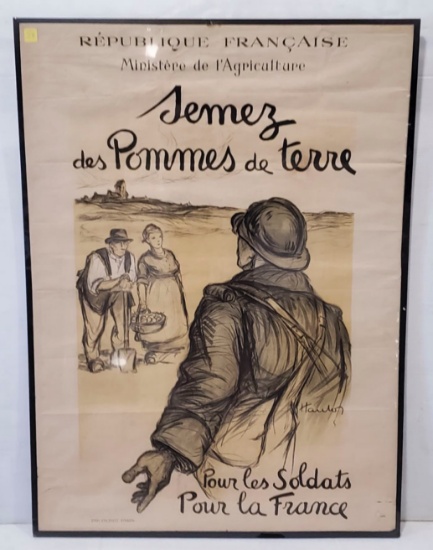 RÉPUBLIQUE FRANÇAISE
Ministère de l'Agriculture
Semez
des Pommes de terre
Pour les Soldats
Pour la France